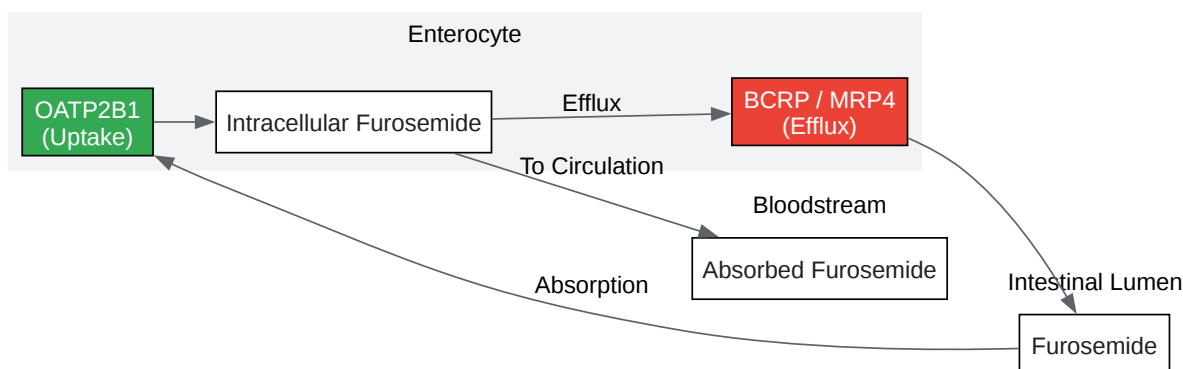 Enterocyte
OATP2B1
(Uptake)
Intracellular Furosemide
Efflux
BCRP / MRP4
(Efflux)
To Circulation
Bloodstream
Absorbed Furosemide
Absorption
Intestinal Lumen
Furosemide